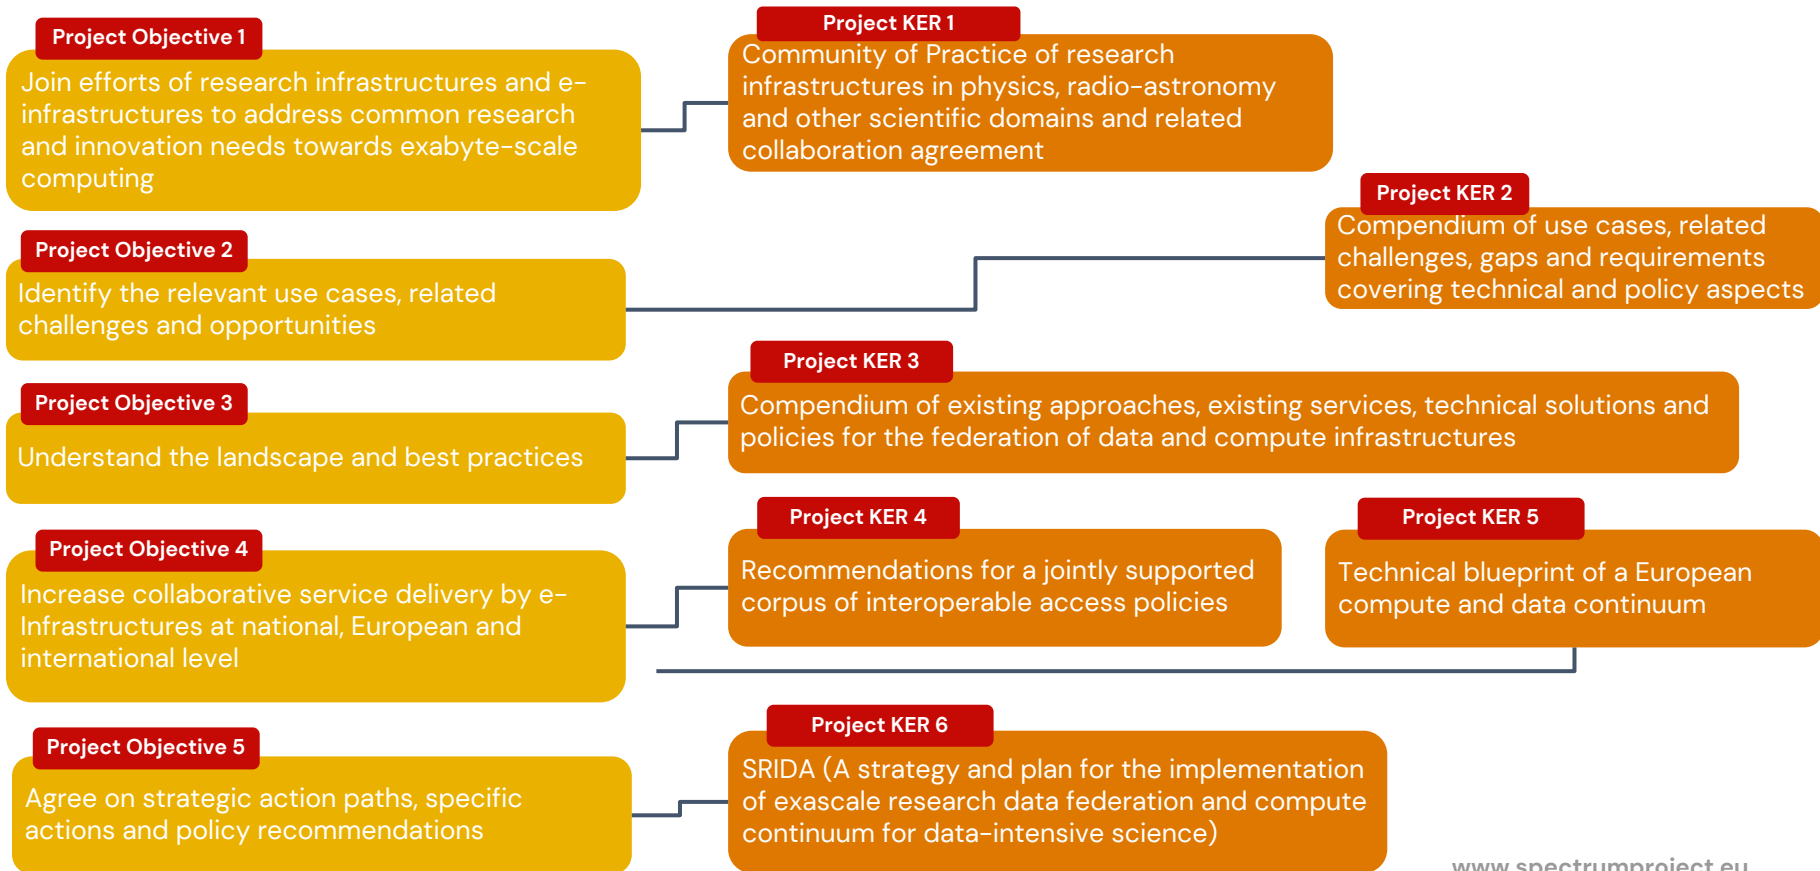 Project Objective 1
Join efforts of research infrastructures and e-
infrastructures to address common research
and innovation needs towards exabyte-scale
computing
Project KER 1
Community of Practice of research
infrastructures in physics, radio-astronomy
and other scientific domains and related
collaboration agreement
Project Objective 2
Identify the relevant use cases, related
challenges and opportunities
Project KER 2
Compendium of use cases, related
challenges, gaps and requirements
covering technical and policy aspects
Project Objective 3
Understand the landscape and best practices
Project KER 3
Compendium of existing approaches, existing services, technical solutions and
policies for the federation of data and compute infrastructures
Project Objective 4
Increase collaborative service delivery by e-
Infrastructures at national, European and
international level
Project KER 4
Recommendations for a jointly supported
corpus of interoperable access policies
Project KER 5
Technical blueprint of a European
compute and data continuum
Project Objective 5
Agree on strategic action paths, specific
actions and policy recommendations
Project KER 6
SRIDA (A strategy and plan for the implementation
of exascale research data federation and compute
continuum for data-intensive science)
www.spectrumproject.eu